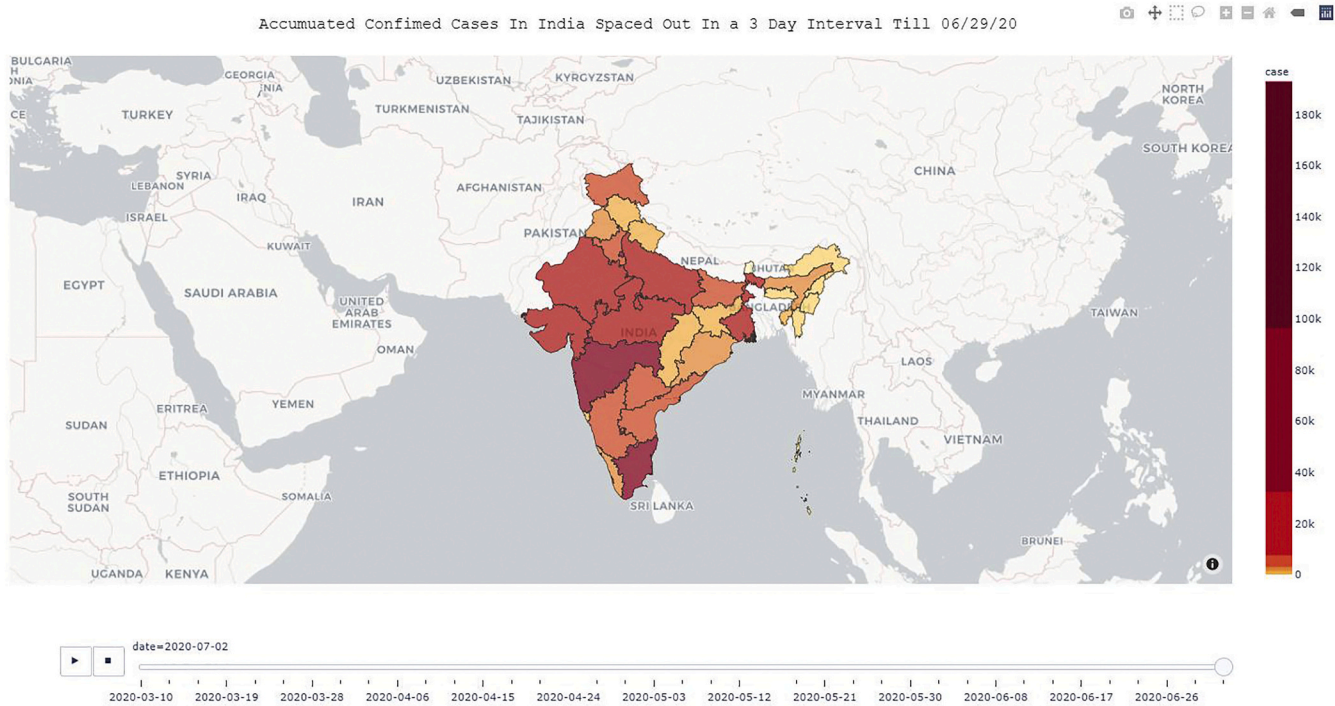 Accumuated Confimed Cases In India Spaced Out In a 3 Day Interval Till 06/29/20
case
180k
160k
140k
120k
100k
80k
60k
40k
20k
0
BULGARIA
GEORGIA
UZBEKISTAN
KYRGYZSTAN
NORTH
KOREA
TURKEY
TURKMENISTAN
TAJIKISTAN
SOUTH KOREA
SYRIA
LEBANON
IRAQ
IRAN
AFGHANISTAN
CHINA
ISRAEL
KUWAIT
PAKISTAN
NEPAL
BHUTAN
EGYPT
SAUDI ARABIA
UNITED
ARAB
EMIRATES
INDIA
BANGLADESH
TAIWAN
OMAN
LAOS
MYANMAR
ERITREA
YEMEN
SUDAN
THAILAND
VIETNAM
ETHIOPIA
SOUTH
SUDAN
SOMALIA
SRI LANKA
BRUNEI
UGANDA
KENYA
date=2020-07-02
2020-03-10 2020-03-19 2020-03-28 2020-04-06 2020-04-15 2020-04-24 2020-05-03 2020-05-12 2020-05-21 2020-05-30 2020-06-08 2020-06-17 2020-06-26